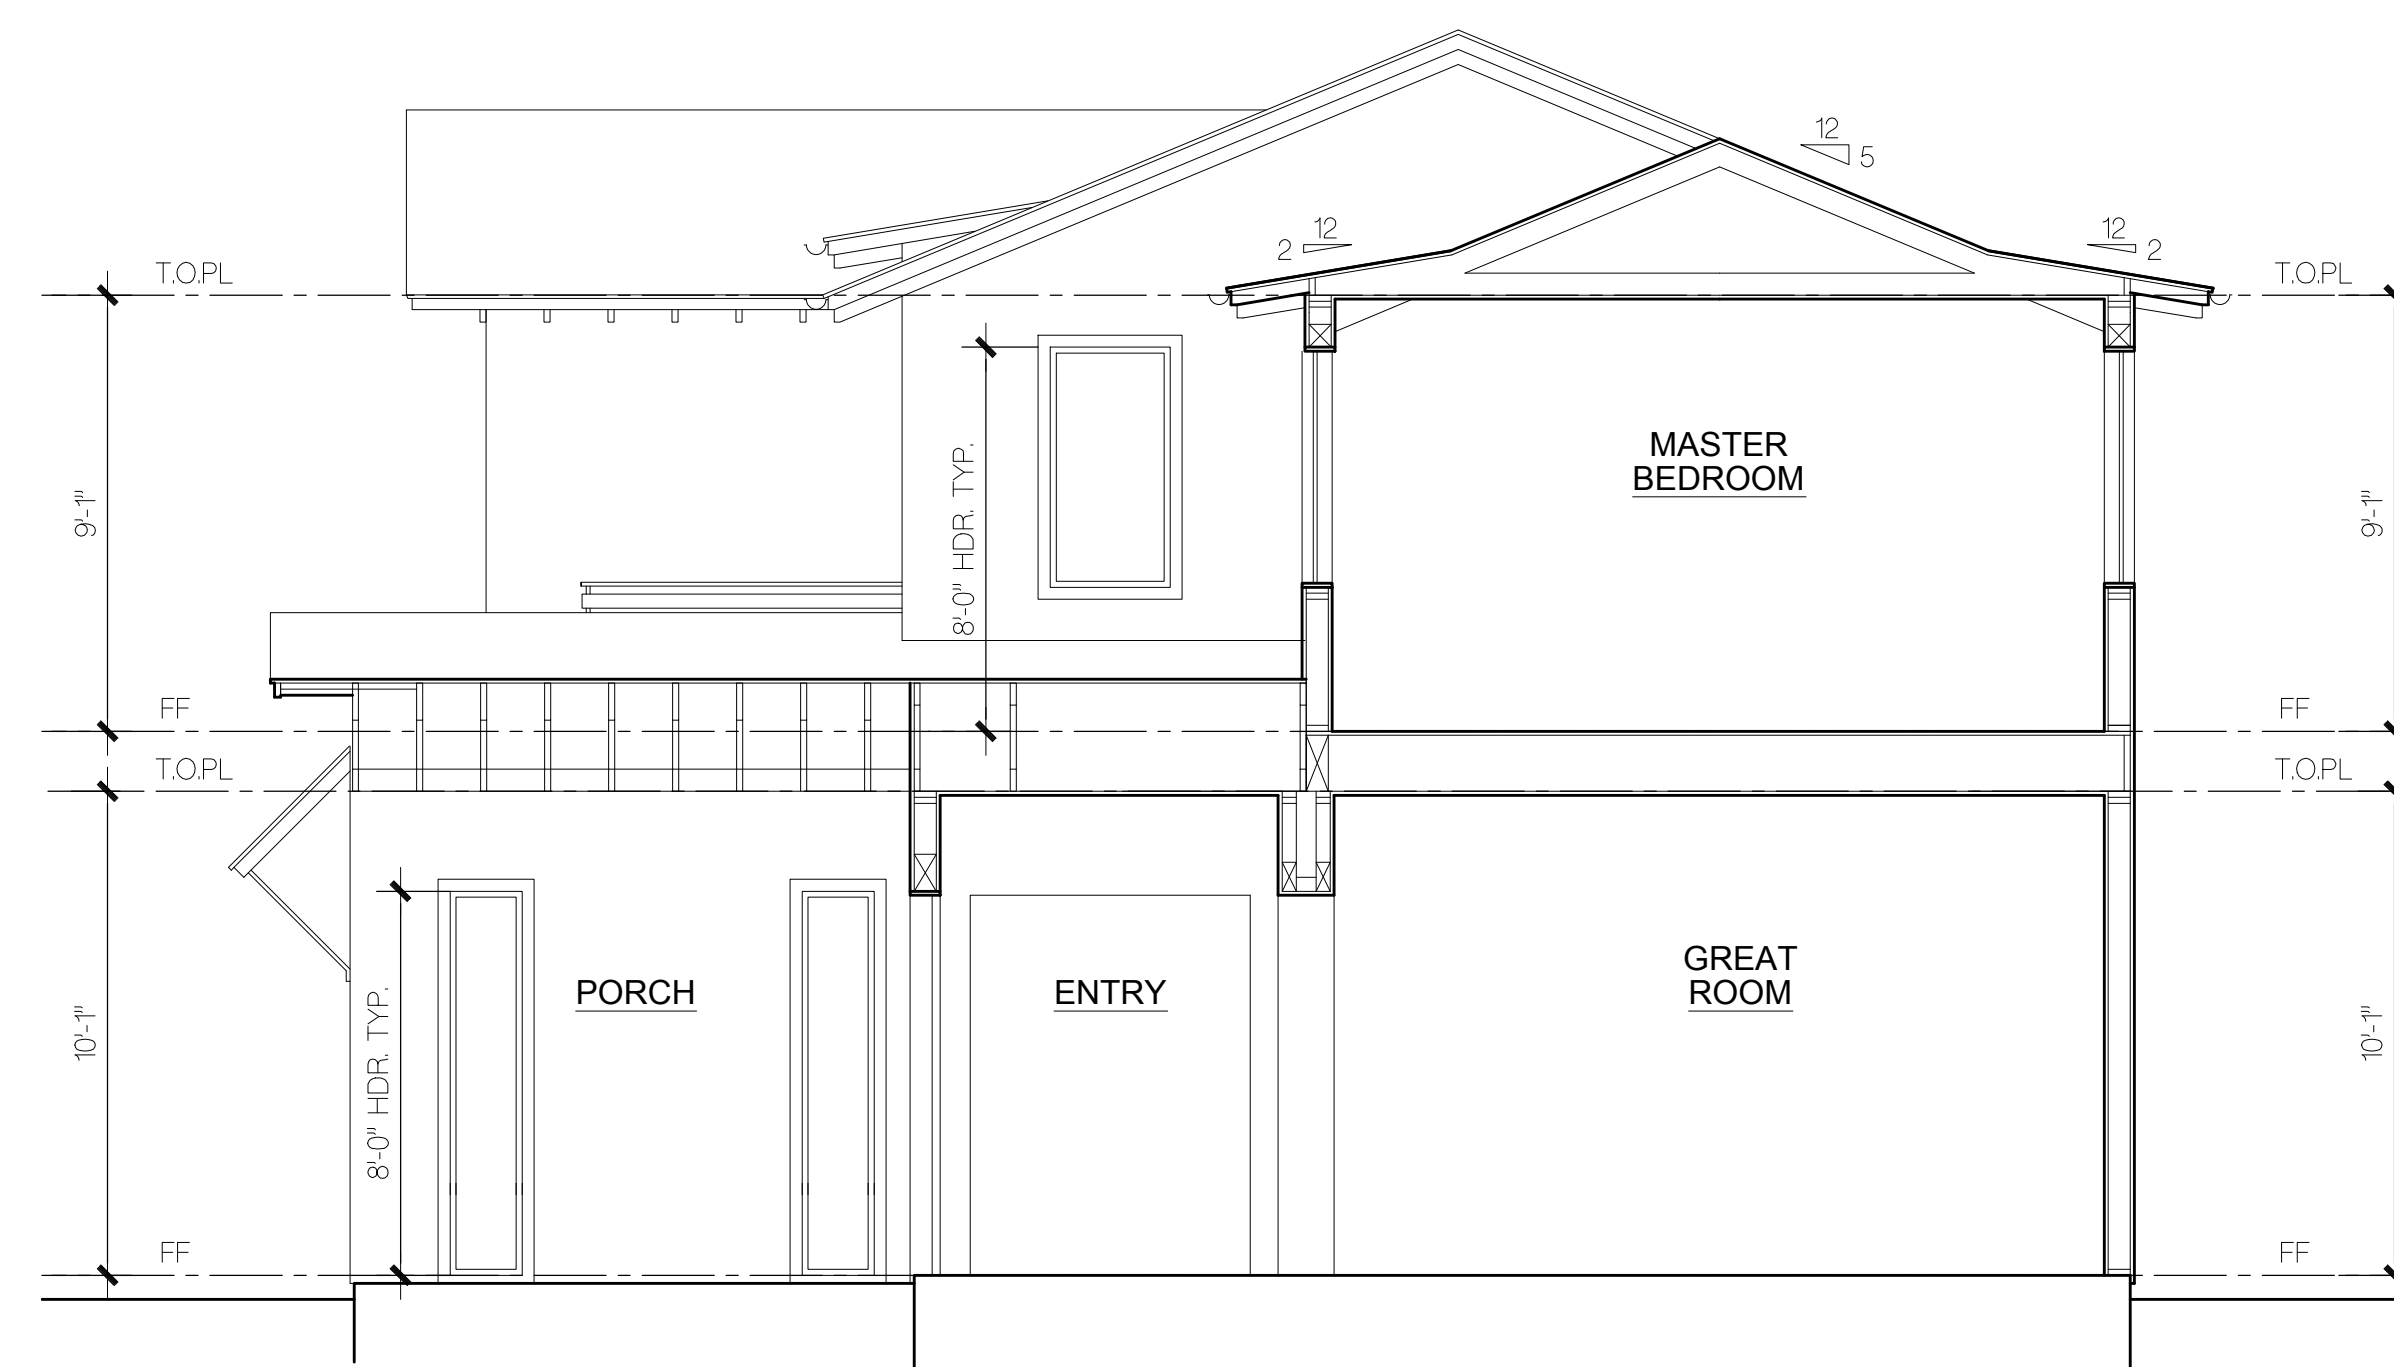 12
5
12
2
12
2
T.O.PL
T.O.PL
8'-0" HDR. TYP.
MASTER
BEDROOM
9'-1"
9'-1"
FF
FF
T.O.PL
T.O.PL
8'-0" HDR. TYP.
PORCH
ENTRY
GREAT
ROOM
10'-1"
10'-1"
FF
FF